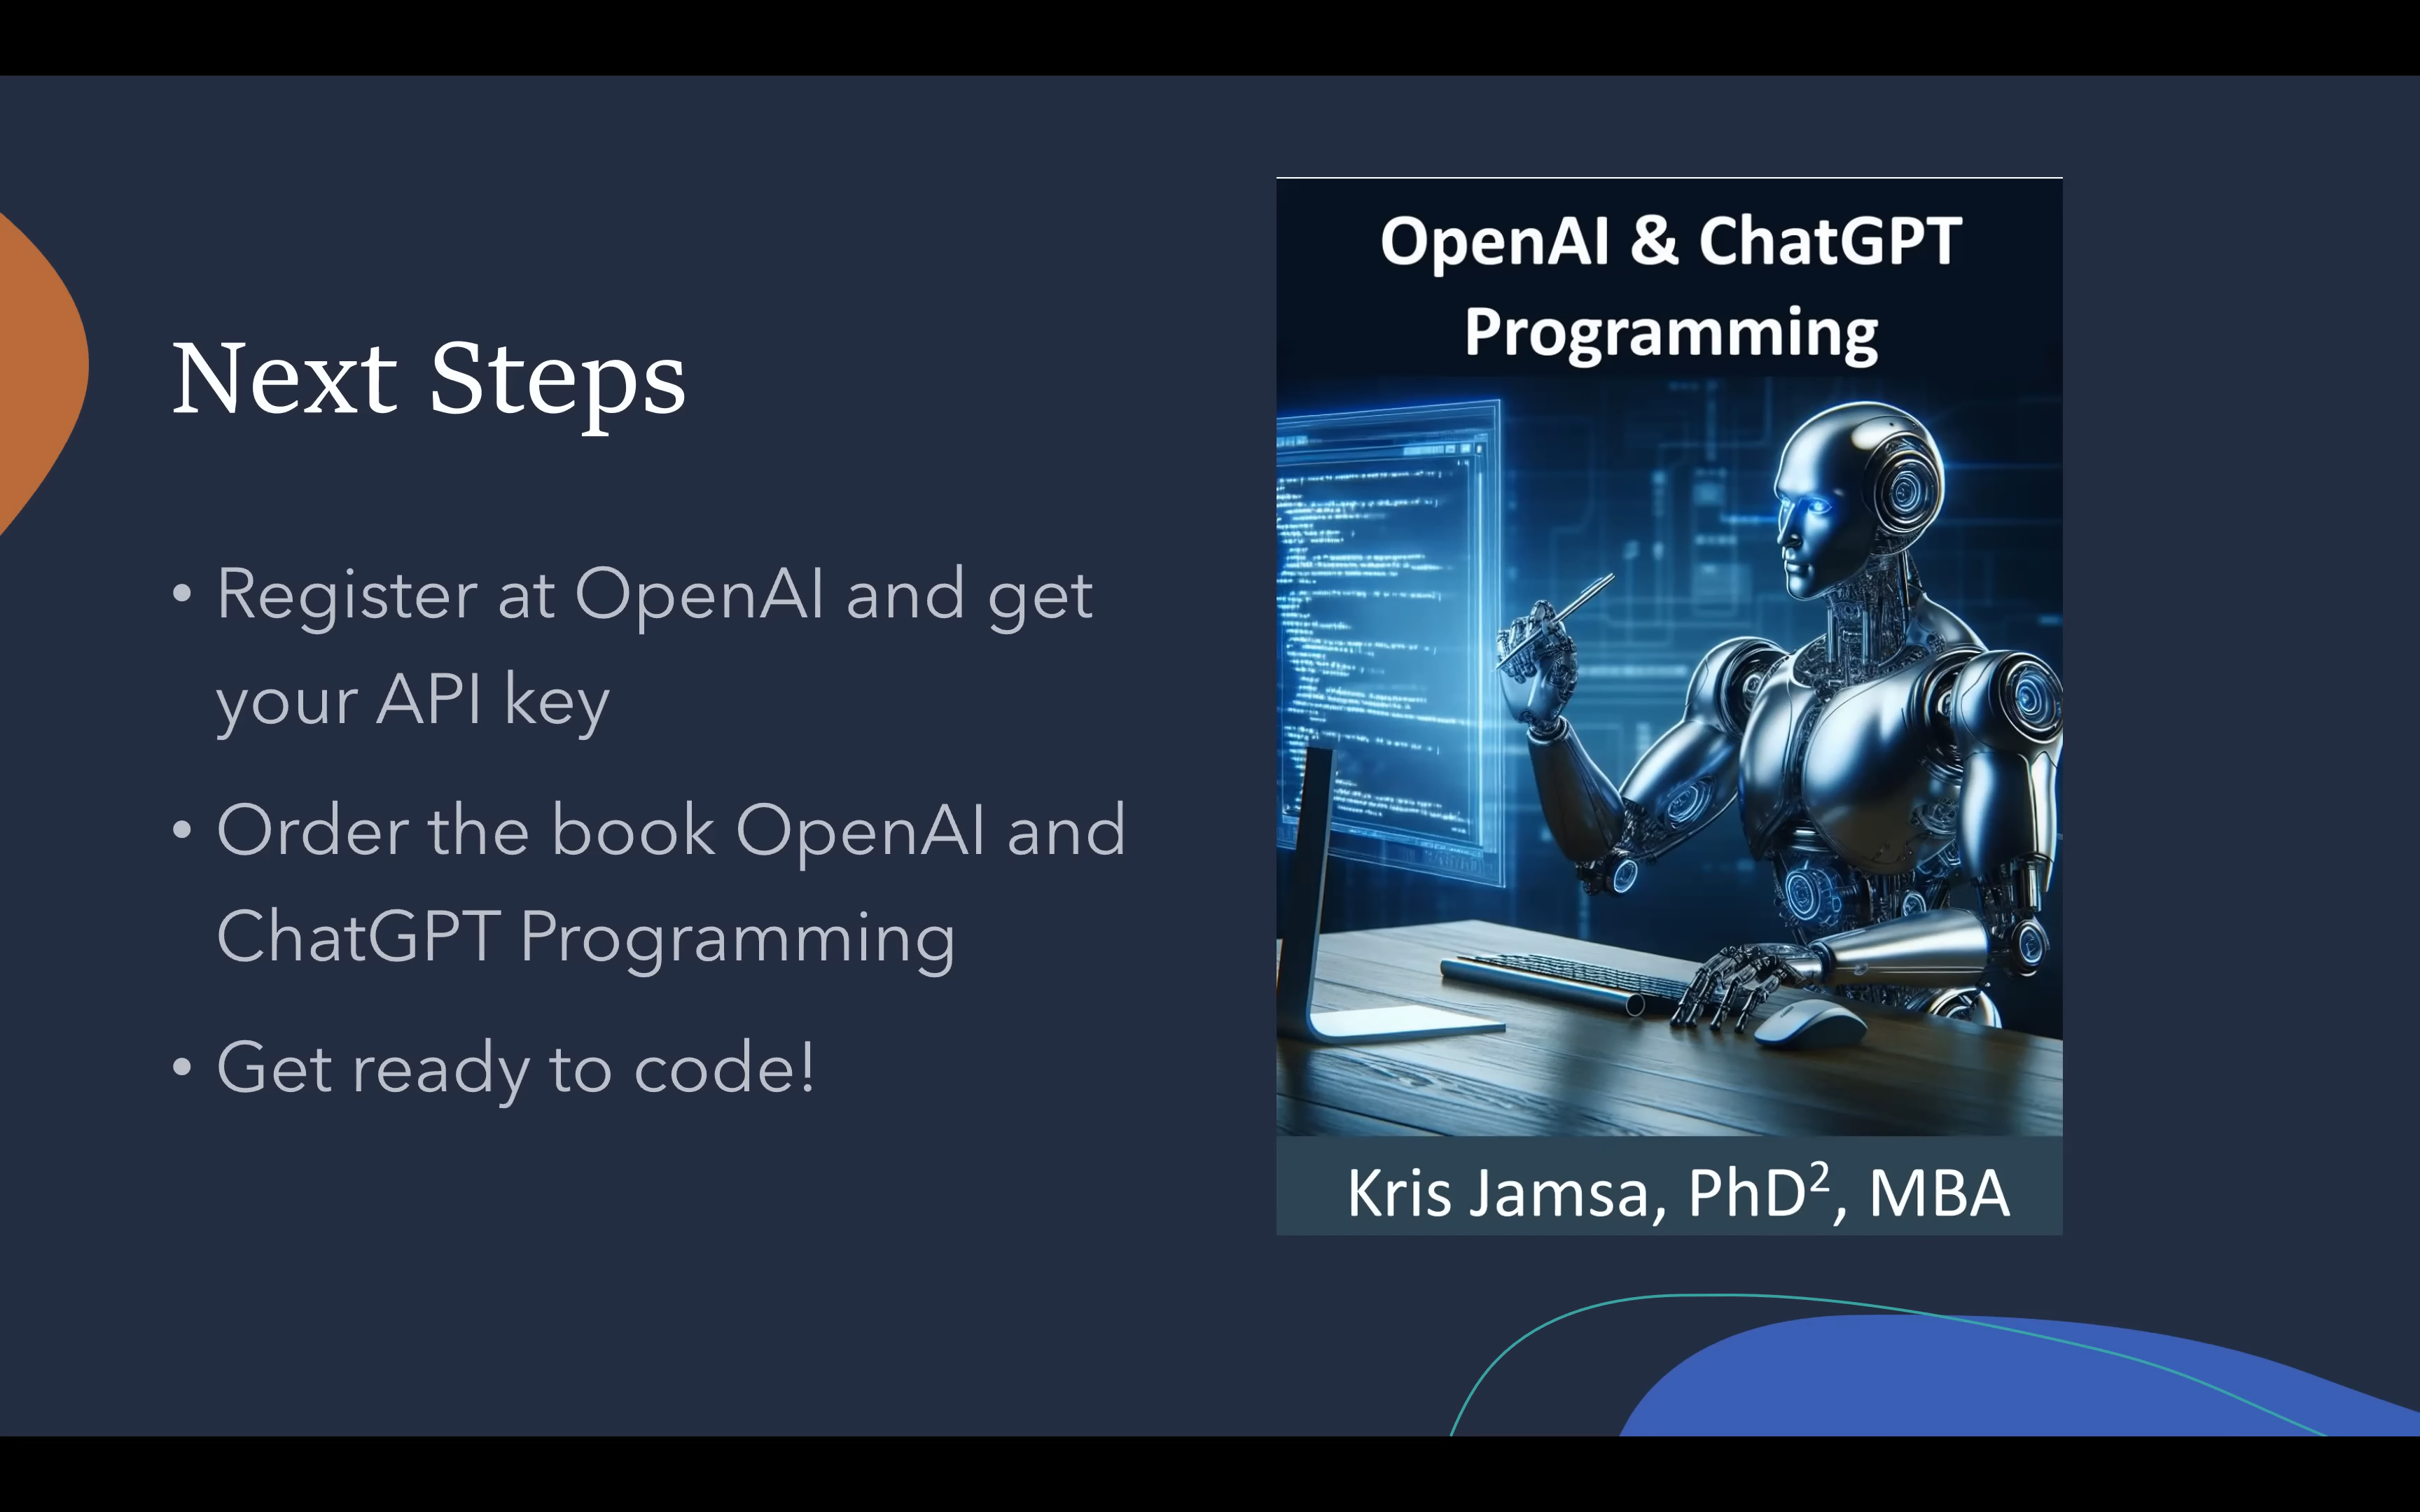 Next Steps
• Register at OpenAI and get
your API key
• Order the book OpenAI and
ChatGPT Programming
• Get ready to code!
OpenAI & ChatGPT
Programming
Kris Jamsa, PhD², MBA